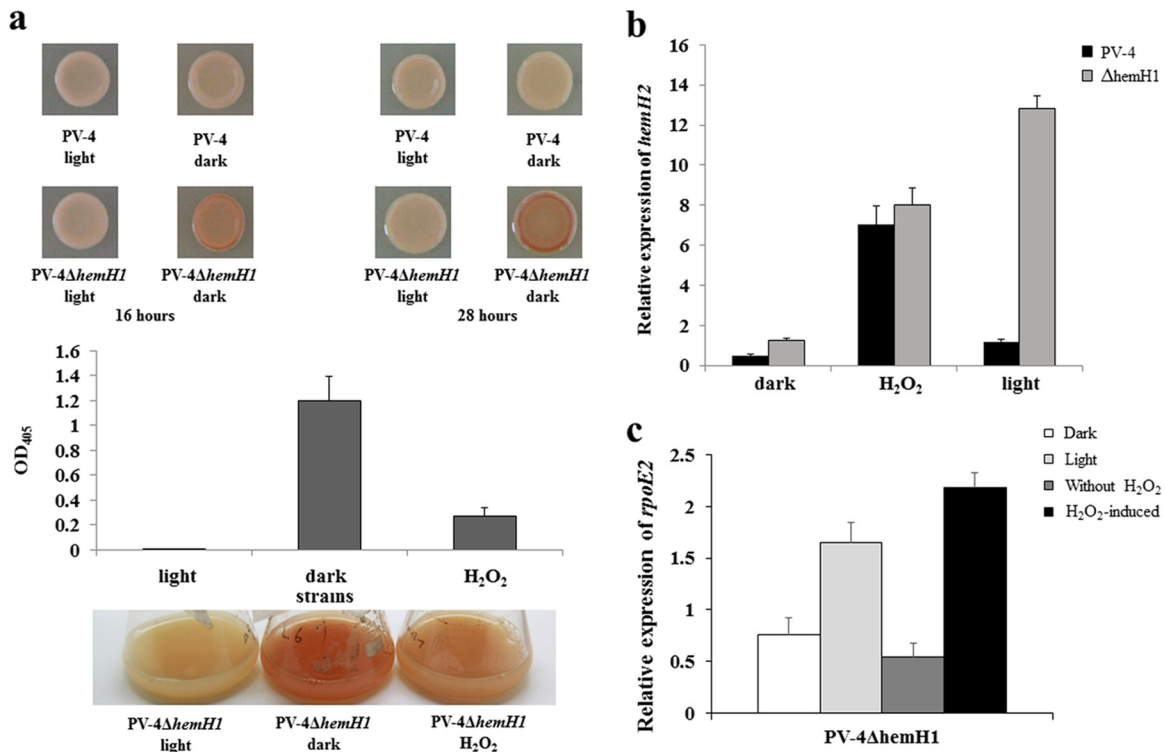 a
PV-4
light
PV-4
dark
PV-4
light
PV-4
dark
PV-4ΔhemH1
light
PV-4ΔhemH1
dark
PV-4ΔhemH1
light
PV-4ΔhemH1
dark
16 hours
28 hours
OD₄₀₅
1.6
1.4
1.2
1
0.8
0.6
0.4
0.2
0
light
dark
H₂O₂
strains
PV-4ΔhemH1
light
PV-4ΔhemH1
dark
PV-4ΔhemH1
H₂O₂
b
Relative expression of hemH2
16
14
12
10
8
6
4
2
0
PV-4
ΔhemH1
dark
H₂O₂
light
c
Relative expression of rpoE2
2.5
2
1.5
1
0.5
0
Dark
Light
Without H₂O₂
H₂O₂-induced
PV-4ΔhemH1